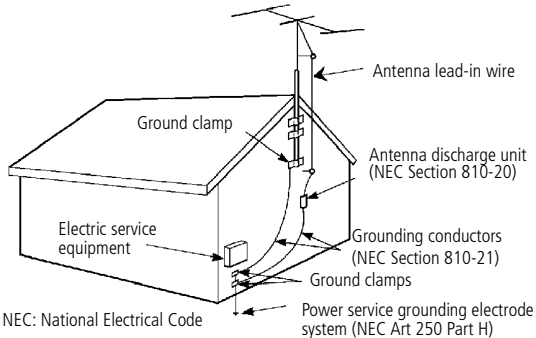 Antenna lead-in wire
Ground clamp
Antenna discharge unit
(NEC Section 810-20)
Electric service
equipment
Grounding conductors
(NEC Section 810-21)
Ground clamps
Power service grounding electrode
system (NEC Art 250 Part H)
NEC: National Electrical Code